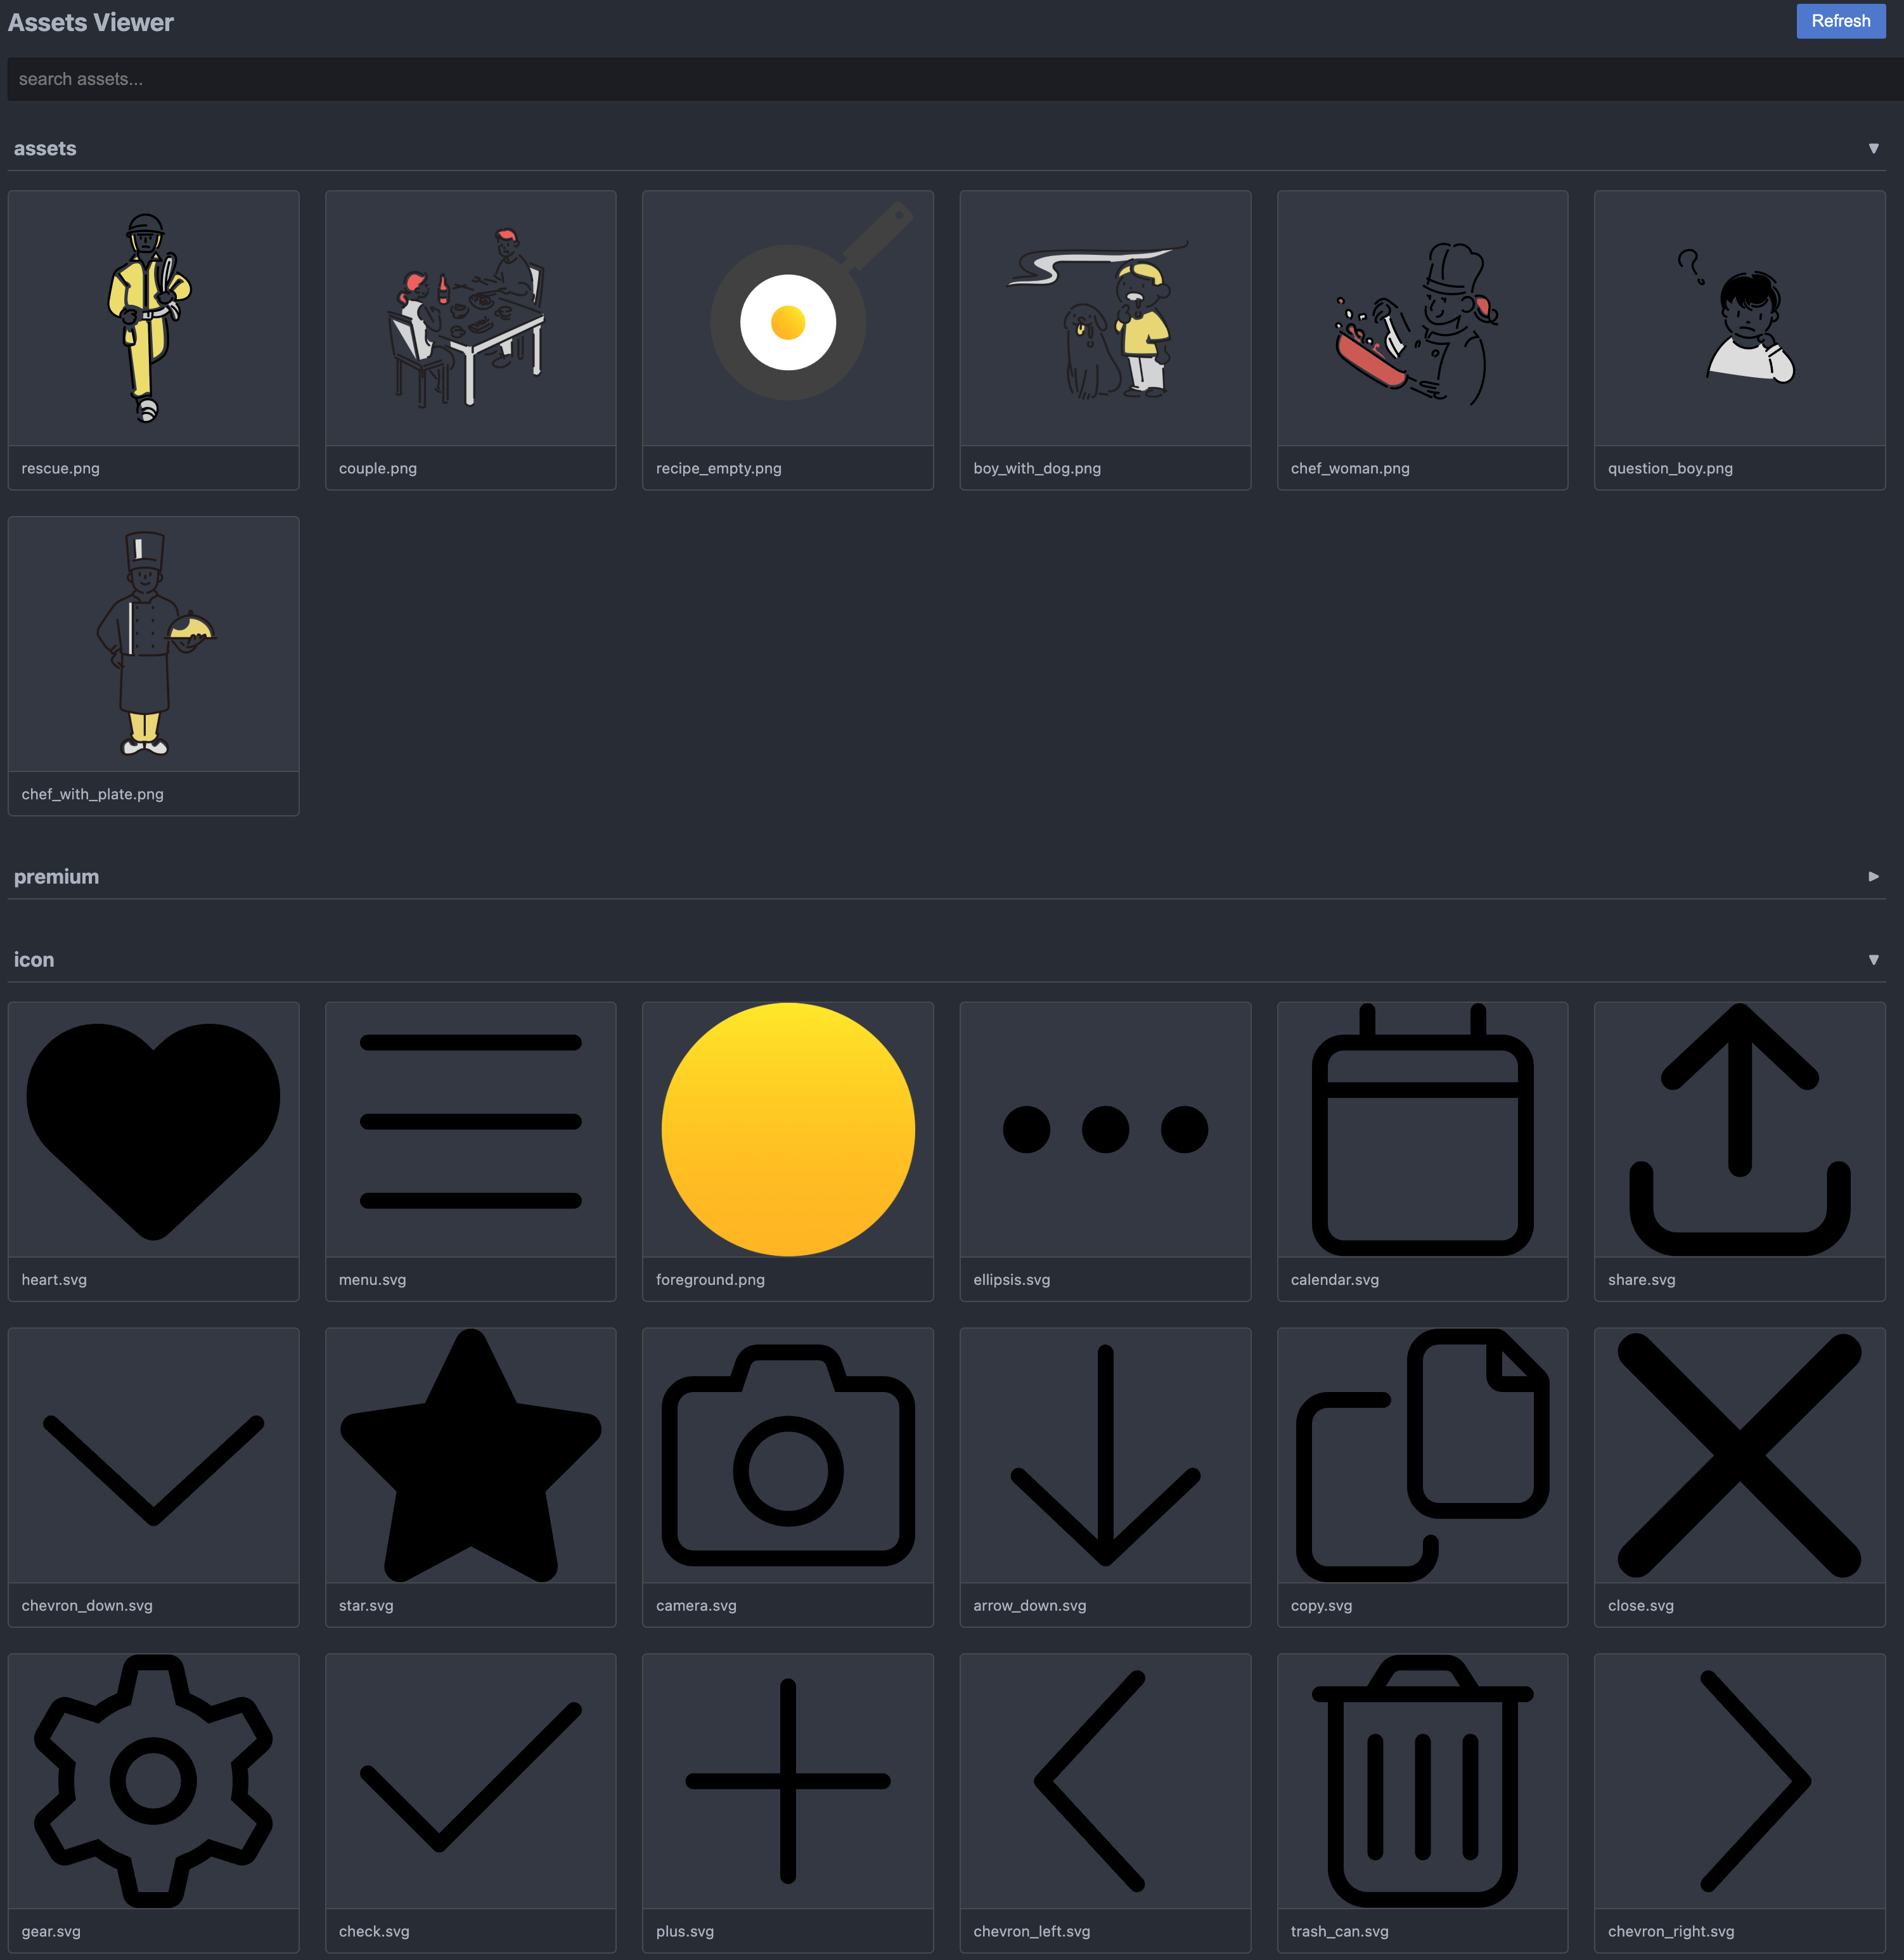 Assets Viewer
Refresh
search assets...
assets
rescue.png
couple.png
recipe_empty.png
boy_with_dog.png
chef_woman.png
question_boy.png
chef_with_plate.png
premium
icon
heart.svg
menu.svg
foreground.png
ellipsis.svg
calendar.svg
share.svg
chevron_down.svg
star.svg
camera.svg
arrow_down.svg
copy.svg
close.svg
gear.svg
check.svg
plus.svg
chevron_left.svg
trash_can.svg
chevron_right.svg